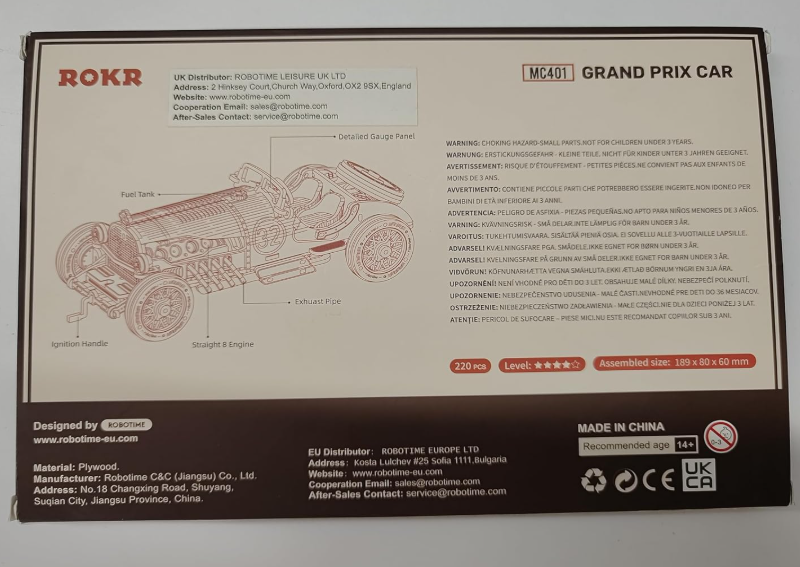 ROKR
UK Distributor: ROBOTIME LEISURE UK LTD
Address: 2 Hinksey Court,Church Way,Oxford,OX2 9SX,England
Website: www.robotime-eu.com
Cooperation Email: sales@robotime.com
After-Sales Contact: service@robotime.com
MC401 GRAND PRIX CAR
Detailed Gauge Panel
Fuel Tank
Exhuast Pipe
Ignition Handle
Straight 8 Engine
WARNING: CHOKING HAZARD-SMALL PARTS.NOT FOR CHILDREN UNDER 3 YEARS.
WARNUNG: ERSTICKUNGSGEFAHR - KLEINE TEILE. NICHT FÜR KINDER UNTER 3 JAHREN GEEIGNET.
AVERTISSEMENT: RISQUE D'ÉTOUFFEMENT - PETITES PIÈCES.NE CONVIENT PAS AUX ENFANTS DE
MOINS DE 3 ANS.
AVVERTIMENTO: CONTIENE PICCOLE PARTI CHE POTREBBERO ESSERE INGERITE.NON IDONEO PER
BAMBINI DI ETÀ INFERIORE AI 3 ANNI.
ADVERTENCIA: PELIGRO DE ASFIXIA - PIEZAS PEQUEÑAS.NO APTO PARA NIÑOS MENORES DE 3 AÑOS.
VARNING: KVÄVNINGSRISK - SMÅ DELAR.INTE LÄMPLIG FÖR BARN UNDER 3 ÅR.
VAROITUS: TUKEHTUMISVAARA. SISÄLTÄÄ PIENIÄ OSIA. EI SOVELLU ALLE 3-VUOTIAILLE LAPSILLE.
ADVARSEL: KVÆLNINGSFARE PGA. SMÅDELE.IKKE EGNET FOR BØRN UNDER 3 ÅR.
ADVARSEL: KVELNINGSFARE PÅ GRUNN AV SMÅ DELER.IKKE EGNET FOR BARN UNDER 3 ÅR.
VIÐVÖRUN: KÖFNUNARHÆTTA VEGNA SMÁHLUTA.EKKI ÆTLAÐ BÖRNUM YNGRI EN 3JA ÁRA.
UPOZORNĚNÍ: NENÍ VHODNÉ PRO DĚTI DO 3 LET. OBSAHUJE MALÉ DÍLKY. NEBEZPEČÍ POLKNUTÍ.
UPOZORNENIE: NEBEZPEČENSTVO UDUSENIA - MALÉ ČASTI.NEVHODNÉ PRE DETI DO 36 MESIACOV.
OSTRZEŻENIE: NIEBEZPIECZEŃSTWO ZADŁAWIENIA - MAŁE CZĘŚCI.NIE DLA DZIECI PONIŻEJ 3 LAT.
ATENȚIE: PERICOL DE SUFOCARE - PIESE MICI.NU ESTE RECOMANDAT COPIILOR SUB 3 ANI.
220 PCS Level: ★★★★☆ Assembled size: 189 x 80 x 60 mm
Designed by ROBOTIME
www.robotime-eu.com
Material: Plywood.
Manufacturer: Robotime C&C (Jiangsu) Co., Ltd.
Address: No.18 Changxing Road, Shuyang,
Suqian City, Jiangsu Province, China.
EU Distributor: ROBOTIME EUROPE LTD
Address: Kosta Lulchev #25 Sofia 1111,Bulgaria
Website: www.robotime-eu.com
Cooperation Email: sales@robotime.com
After-Sales Contact: service@robotime.com
MADE IN CHINA
Recommended age 14+
0-3
CE
UK
CA